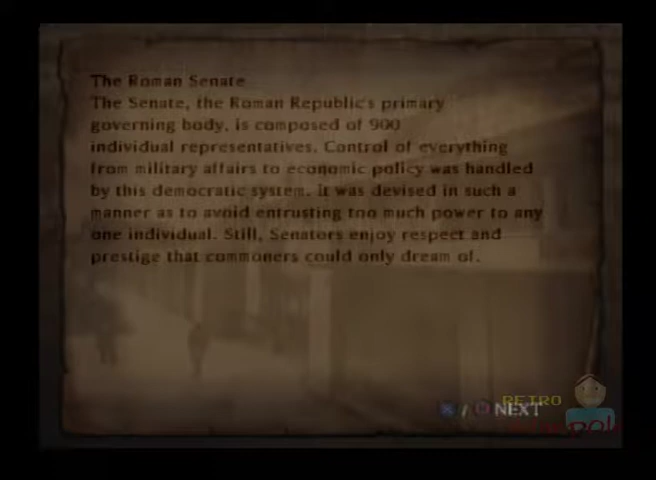 The Roman Senate
The Senate, the Roman Republic's primary
governing body, is composed of 900
individual representatives. Control of everything
from military affairs to economic policy was handled
by this democratic system. It was devised in such a
manner as to avoid entrusting too much power to any
one individual. Still, Senators enjoy respect and
prestige that commoners could only dream of.
/ NEXT
RETRO